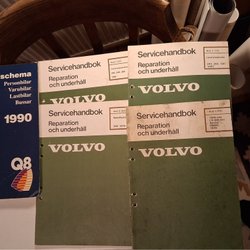 schema
Personbilar
Varubilar
Lastbilar
Bussar
1990
Q8
Servicehandbok
Reparation
och underhåll
VOLVO
Servicehandbok
Reparation
och underhåll
VOLVO
Servicehandbok
Reparation
och underhåll
VOLVO
Servicehandbok
Reparation
och underhåll
VOLVO